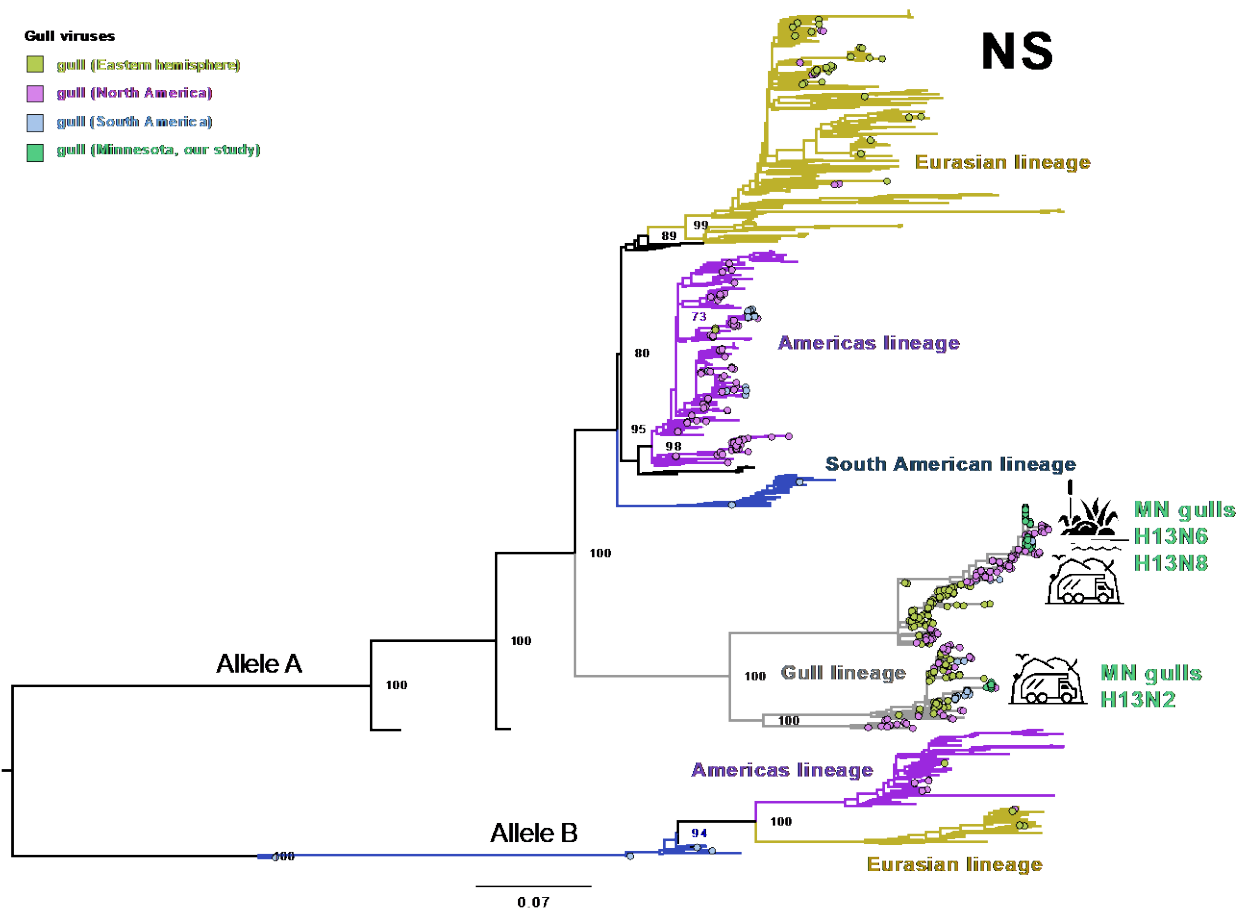 Gull viruses
gull (Eastern hemisphere)
gull (North America)
gull (South America)
gull (Minnesota, our study)
NS
Eurasian lineage
99
89
73
Americas lineage
80
95
98
South American lineage
MN gulls
H13N6
H13N8
100
100
Allele A
100
Gull lineage
100
MN gulls
H13N2
100
Americas lineage
100
Allele B
94
100
Eurasian lineage
0.07